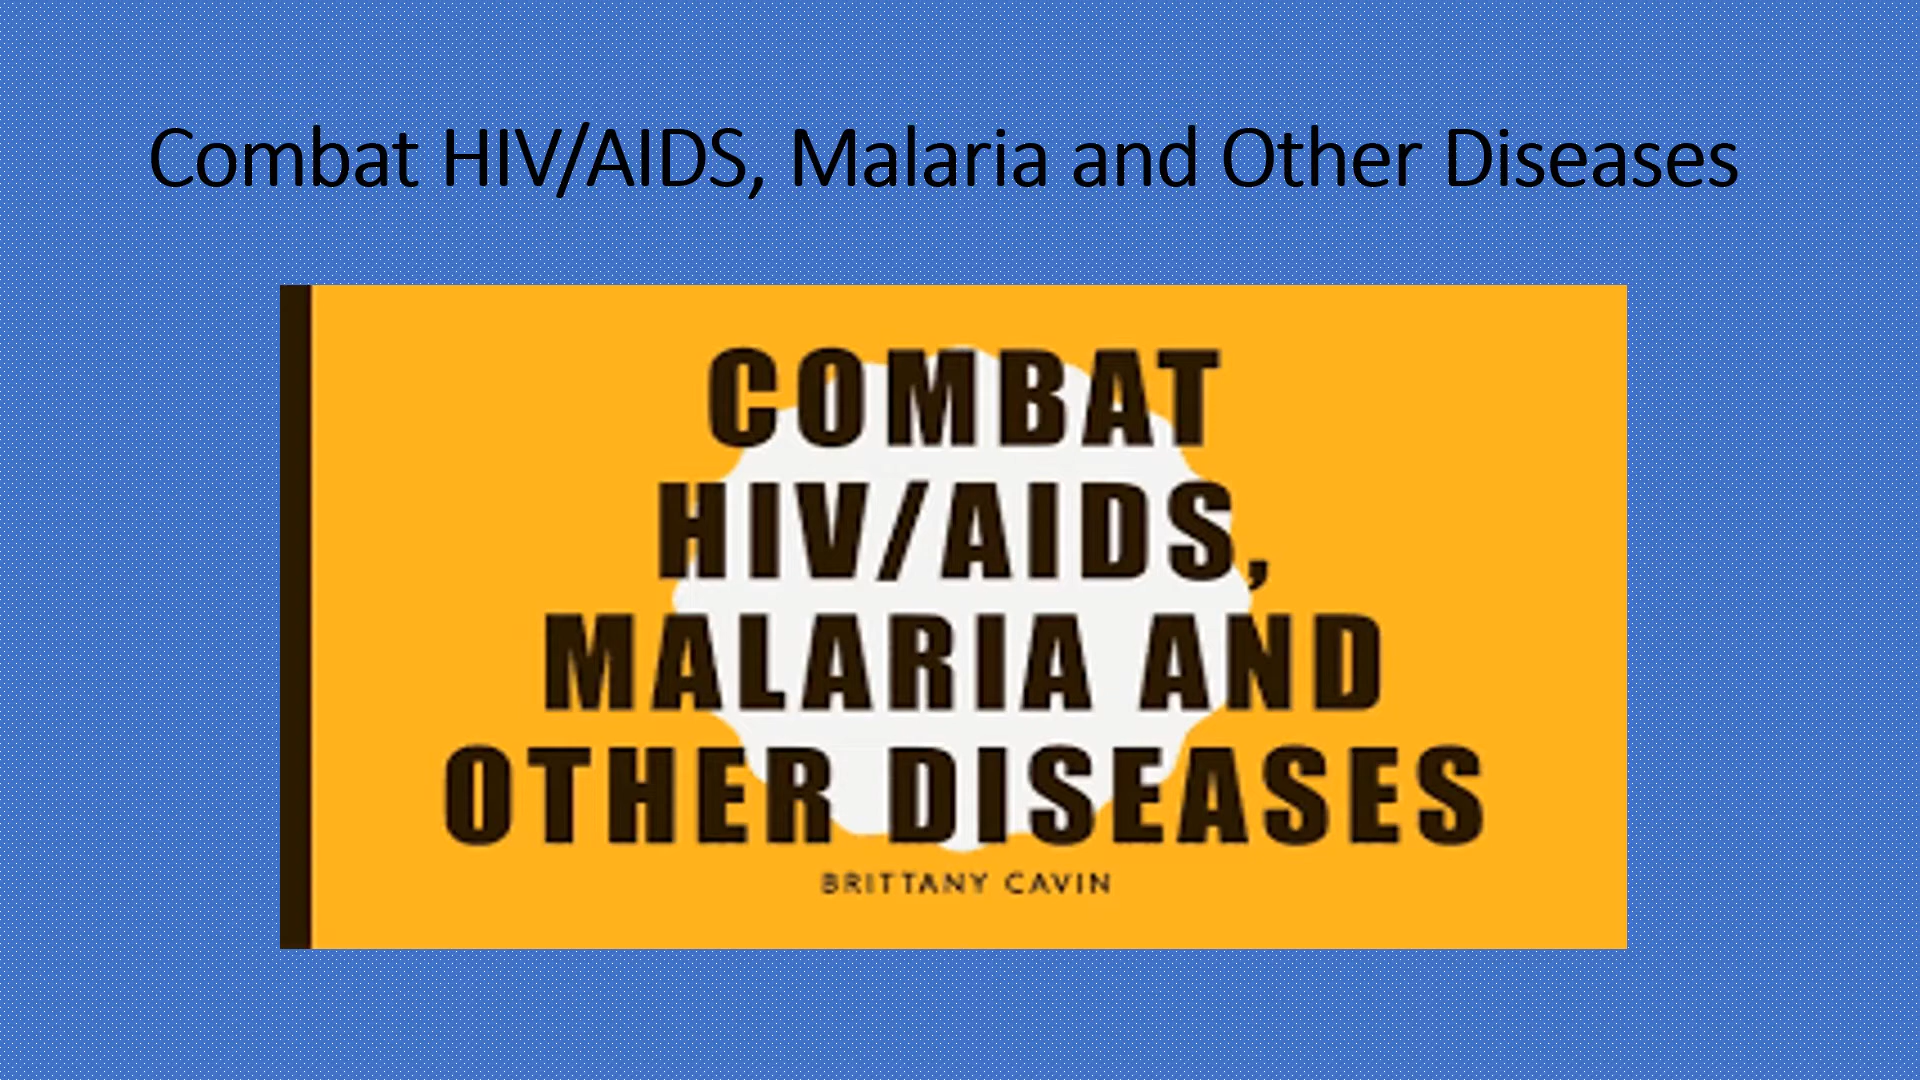 Combat HIV/AIDS, Malaria and Other Diseases
COMBAT
HIV/AIDS,
MALARIA AND
OTHER DISEASES
BRITTANY CAVIN